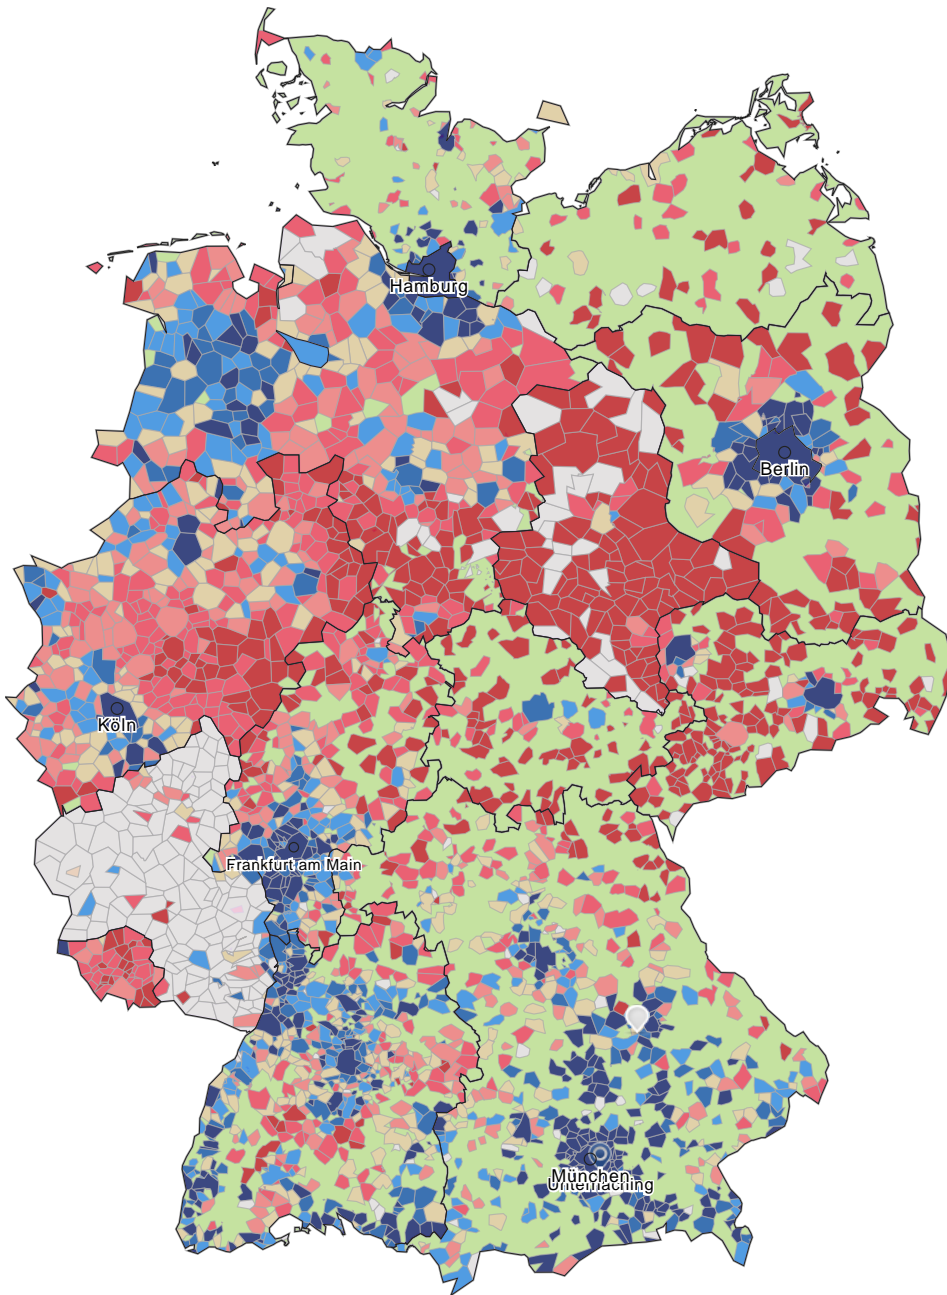 Hamburg
Berlin
Köln
Frankfurt am Main
München
Unterhaching